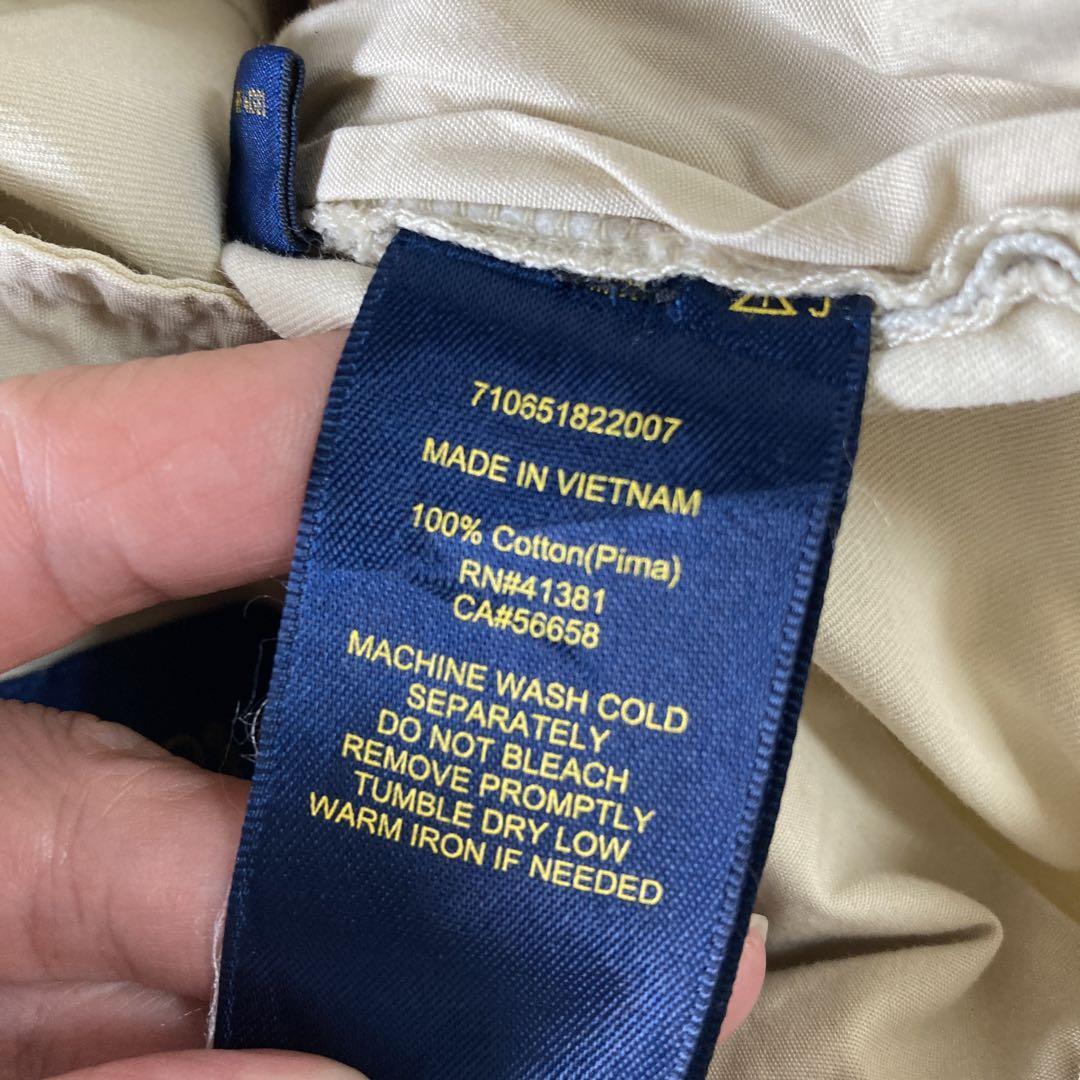 J
710651822007
MADE IN VIETNAM
100% Cotton(Pima)
RN#41381
CA#56658
MACHINE WASH COLD
SEPARATELY
DO NOT BLEACH
REMOVE PROMPTLY
TUMBLE DRY LOW
WARM IRON IF NEEDED